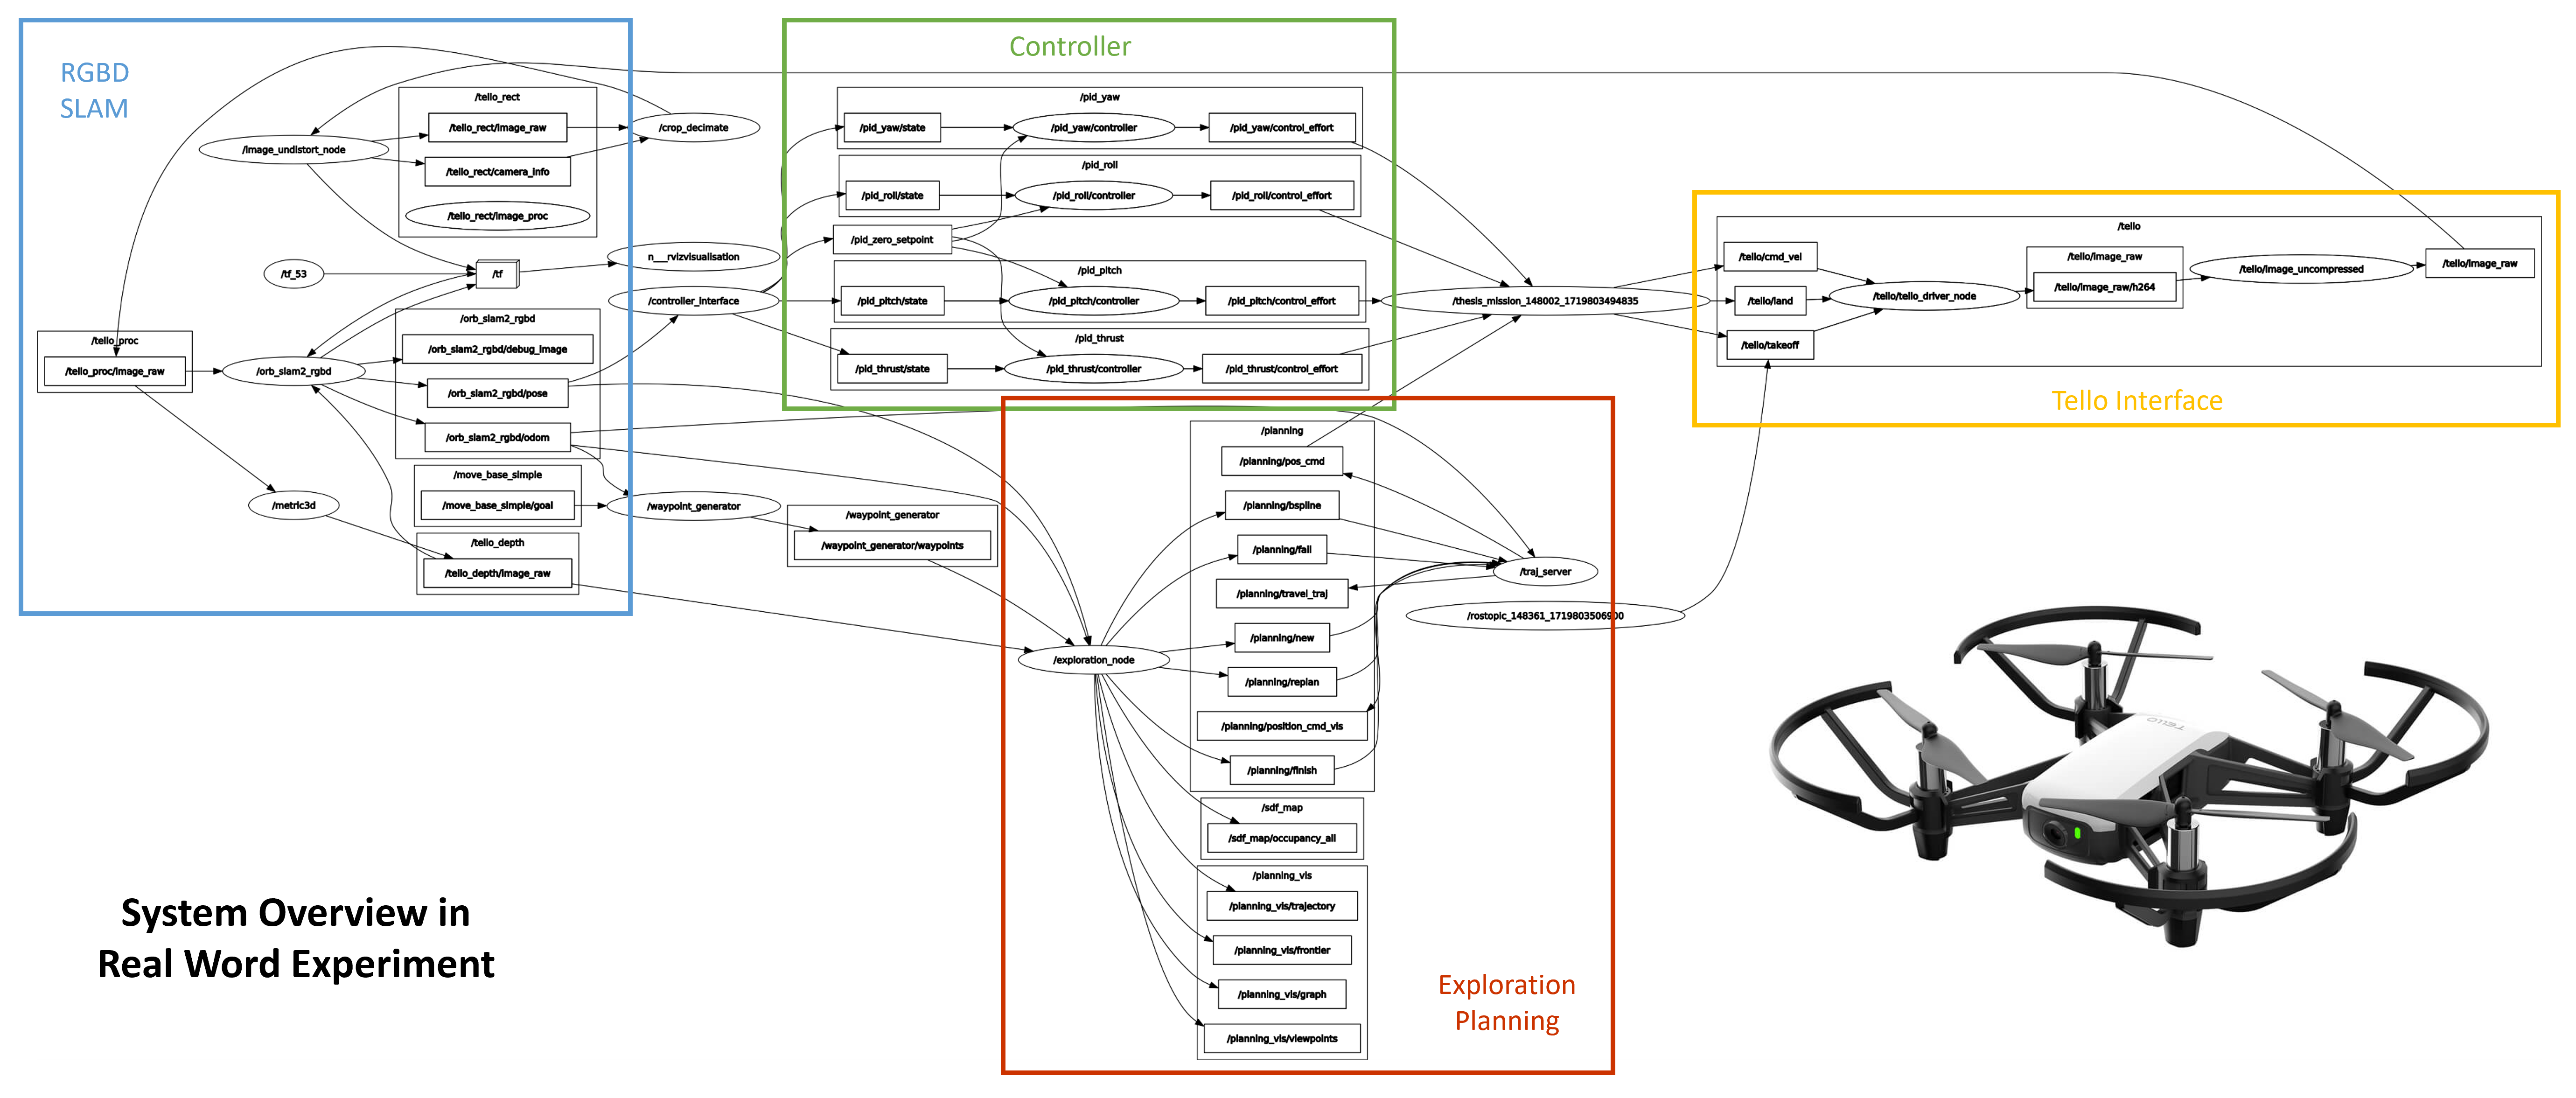 RGBD
SLAM
/tello_rect
/tello_rect/image_raw
/tello_rect/camera_info
/tello_rect/image_proc
/image_undistort_node
/crop_decimate
/tf_53
/tf
n___rvizvisualisation
/controller_interface
/tello_proc
/tello_proc/image_raw
/orb_slam2_rgbd
/orb_slam2_rgbd
/orb_slam2_rgbd/debug_image
/orb_slam2_rgbd/pose
/orb_slam2_rgbd/odom
/metric3d
/move_base_simple
/move_base_simple/goal
/tello_depth
/tello_depth/image_raw
/waypoint_generator
/waypoint_generator
/waypoint_generator/waypoints
Controller
/pid_yaw
/pid_yaw/state
/pid_yaw/controller
/pid_yaw/control_effort
/pid_roll
/pid_roll/state
/pid_roll/controller
/pid_roll/control_effort
/pid_zero_setpoint
/pid_pitch
/pid_pitch/state
/pid_pitch/controller
/pid_pitch/control_effort
/pid_thrust
/pid_thrust/state
/pid_thrust/controller
/pid_thrust/control_effort
/thesis_mission_148002_1719803494835
/tello
/tello/cmd_vel
/tello/land
/tello/takeoff
/tello/tello_driver_node
/tello/image_raw
/tello/image_raw/h264
/tello/image_uncompressed
/tello/image_raw
Tello Interface
/planning
/planning/pos_cmd
/planning/bspline
/planning/fail
/planning/travel_traj
/planning/new
/planning/replan
/planning/position_cmd_vis
/planning/finish
/traj_server
/rostopic_148361_1719803506900
/exploration_node
/sdf_map
/sdf_map/occupancy_all
/planning_vis
/planning_vis/trajectory
/planning_vis/frontier
/planning_vis/graph
/planning_vis/viewpoints
Exploration
Planning
System Overview in
Real Word Experiment
TELLO